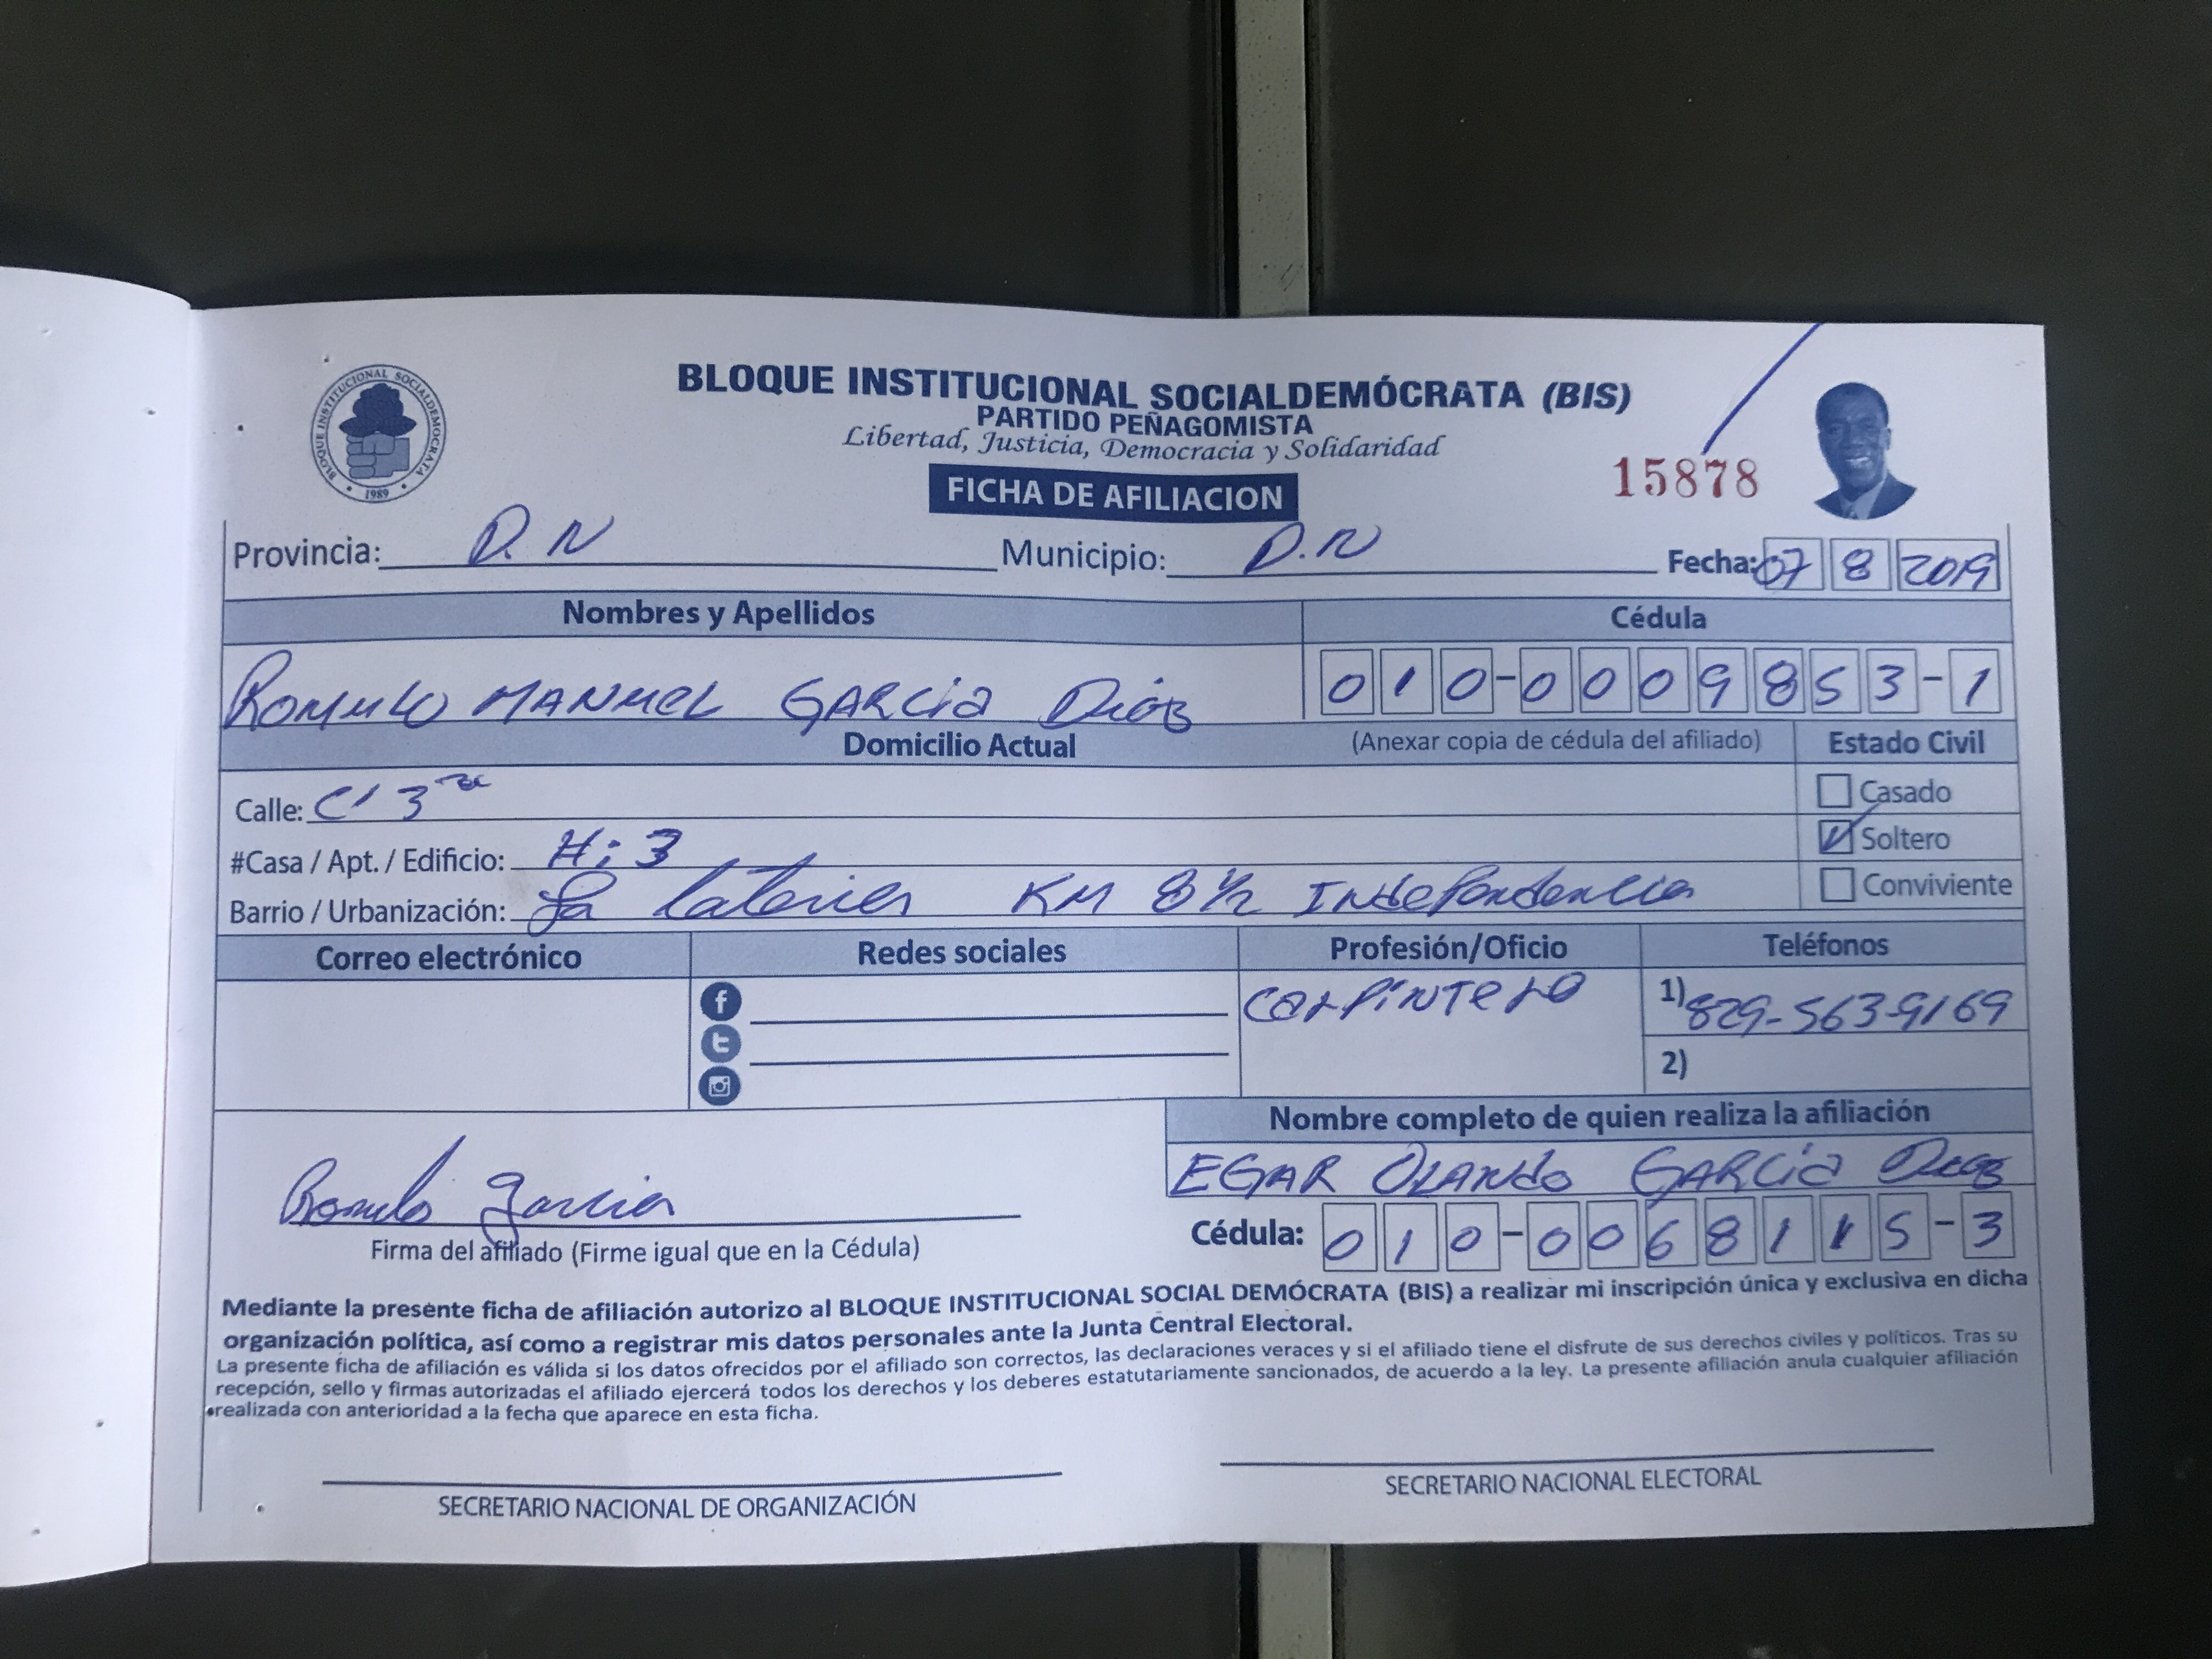 BLOQUE INSTITUCIONAL SOCIALDEMOCRATA
1989
BLOQUE INSTITUCIONAL SOCIALDEMÓCRATA (BIS)
PARTIDO PEÑAGOMISTA
Libertad, Justicia, Democracia y Solidaridad
FICHA DE AFILIACION
15878
Provincia: D.N Municipio: D.N Fecha: 07 8 2019
Nombres y Apellidos Cédula
ROMULO MANUEL GARCIA Diaz 010-0009853-1
Domicilio Actual (Anexar copia de cédula del afiliado) Estado Civil
Calle: C/ 3ra Casado
#Casa / Apt. / Edificio: #: 3 Soltero
Barrio / Urbanización: La KM 8½ Independencia Conviviente
Correo electrónico Redes sociales Profesión/Oficio Teléfonos
Carpintero 1) 829-563-9169
2)
Nombre completo de quien realiza la afiliación
EGAR OLANdo GARCIA Diaz
Romulo Garcia
Cédula: 010-0068115-3
Firma del afiliado (Firme igual que en la Cédula)
Mediante la presente ficha de afiliación autorizo al BLOQUE INSTITUCIONAL SOCIAL DEMÓCRATA (BIS) a realizar mi inscripción única y exclusiva en dicha
organización política, así como a registrar mis datos personales ante la Junta Central Electoral.
La presente ficha de afiliación es válida si los datos ofrecidos por el afiliado son correctos, las declaraciones veraces y si el afiliado tiene el disfrute de sus derechos civiles y políticos. Tras su
recepción, sello y firmas autorizadas el afiliado ejercerá todos los derechos y los deberes estatutariamente sancionados, de acuerdo a la ley. La presente afiliación anula cualquier afiliación
realizada con anterioridad a la fecha que aparece en esta ficha.
SECRETARIO NACIONAL DE ORGANIZACIÓN SECRETARIO NACIONAL ELECTORAL